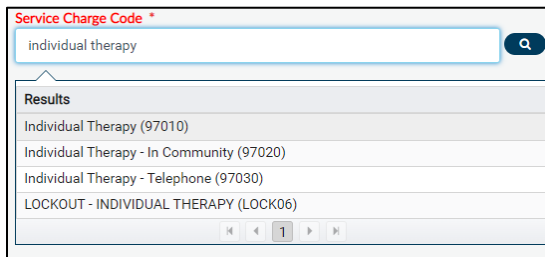 Service Charge Code *
individual therapy
Results
Individual Therapy (97010)
Individual Therapy - In Community (97020)
Individual Therapy - Telephone (97030)
LOCKOUT - INDIVIDUAL THERAPY (LOCK06)
1